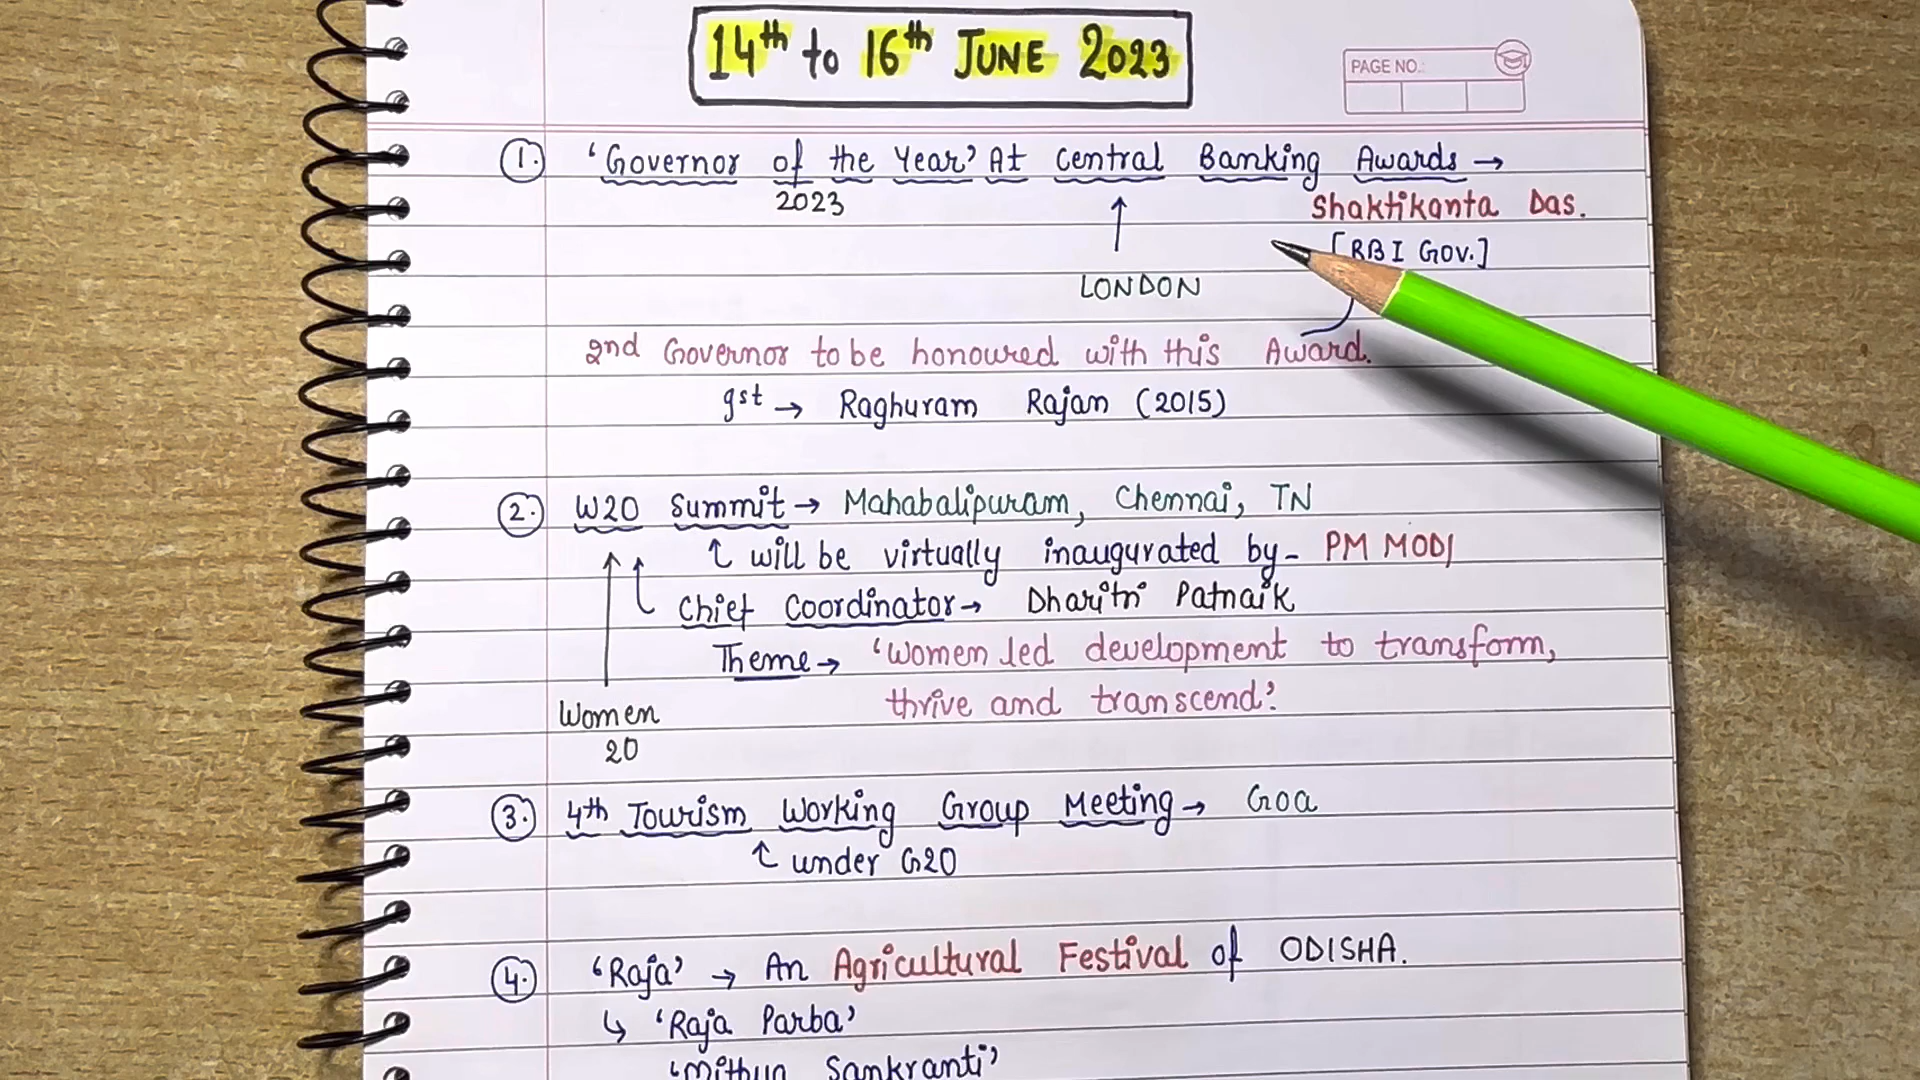 14th to 16th JUNE 2023
PAGE NO.:
1. 'Governor of the Year' At Central Banking Awards →
2023
Shaktikanta Das.
[RBI Gov.]
LONDON
2nd Governor to be honoured with this Award.
1st → Raghuram Rajan (2015)
2. W20 Summit → Mahabalipuram, Chennai, TN
↑ will be virtually inaugurated by - PM MODI
Chief Coordinator → Dharitri Patnaik
Theme → 'Women led development to transform,
thrive and transcend'.
Women
20
3. 4th Tourism Working Group Meeting → Goa
↑ under G20
4. 'Raja' → An Agricultural Festival of ODISHA.
↳ 'Raja Parba'
'Mithun Sankranti'